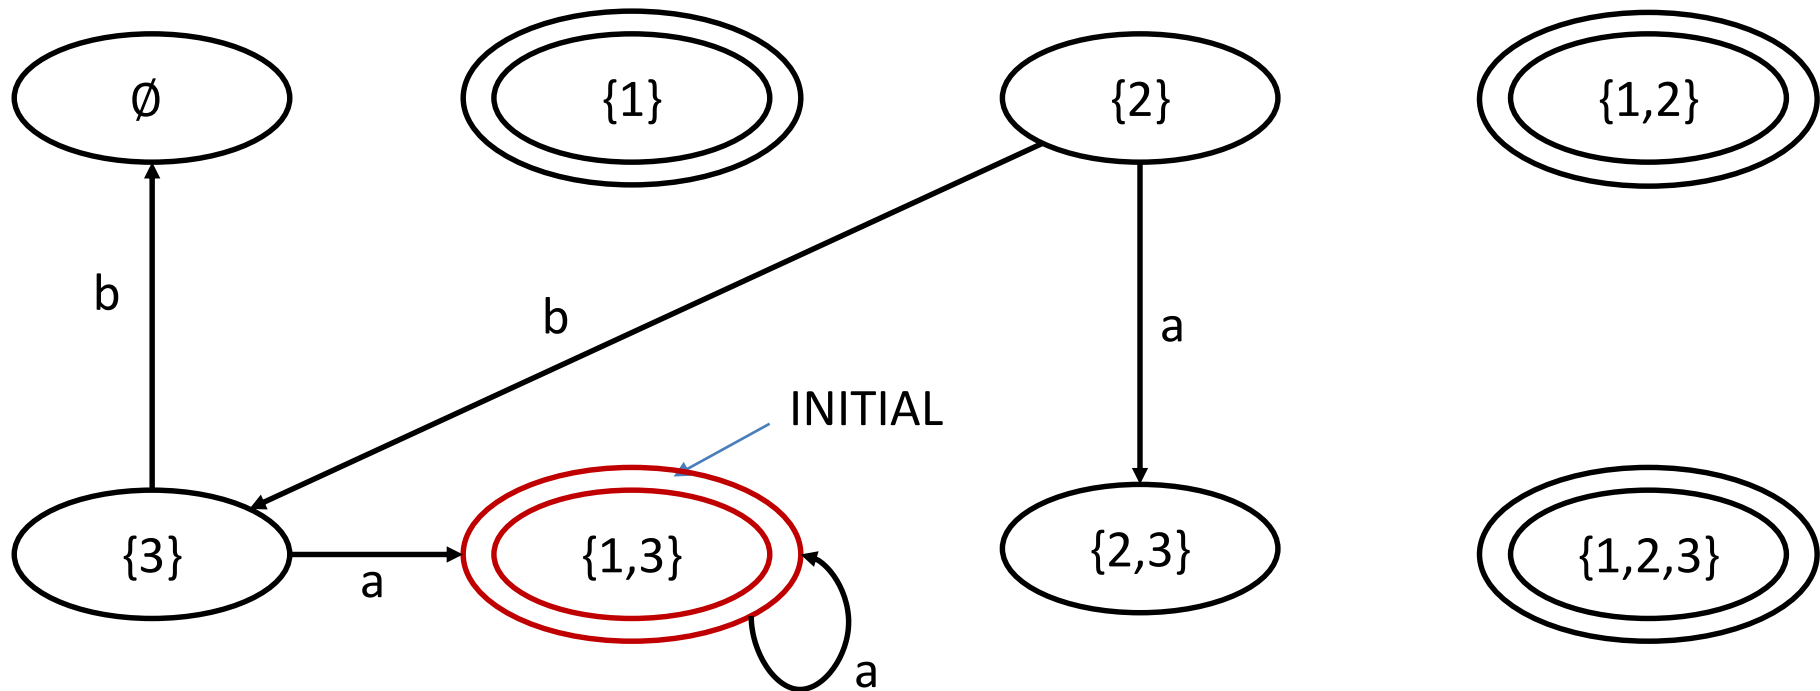 Ø
{1}
{2}
{1,2}
b
b
a
INITIAL
{3}
a
{1,3}
{2,3}
{1,2,3}
a